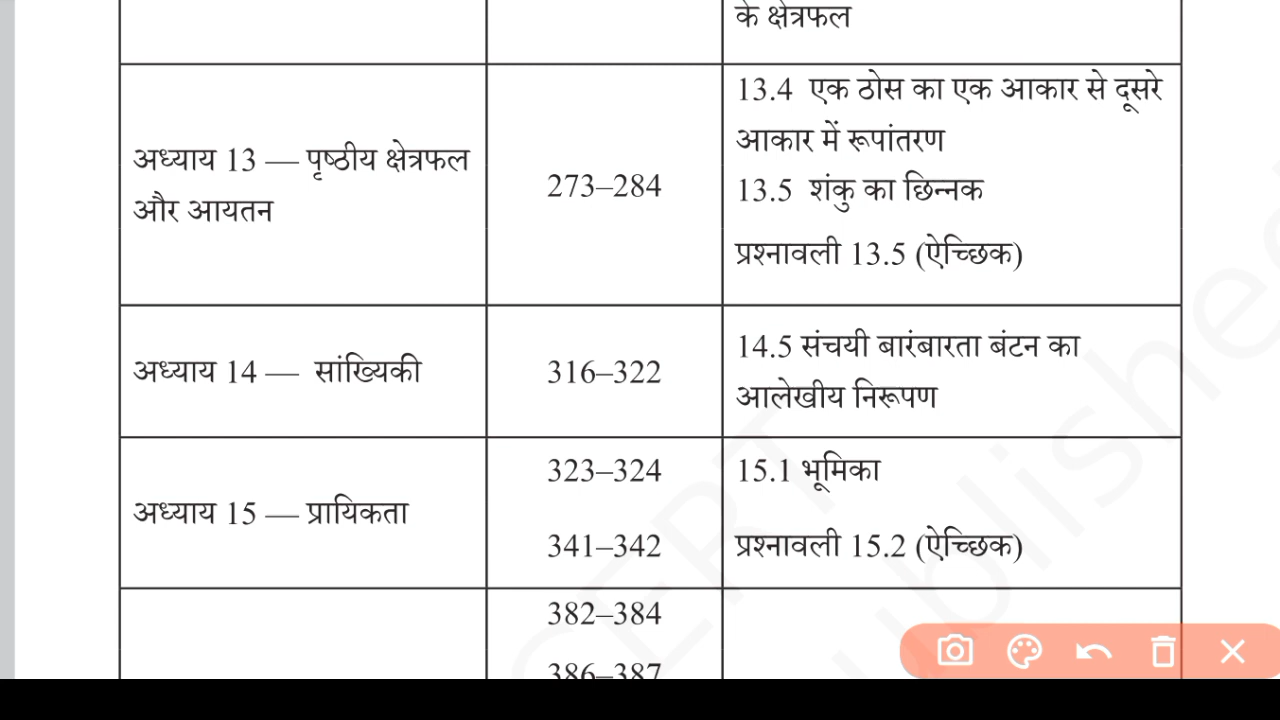 के क्षेत्रफल
अध्याय 13 — पृष्ठीय क्षेत्रफल
और आयतन
273–284
13.4 एक ठोस का एक आकार से दूसरे
आकार में रूपांतरण
13.5 शंकु का छिन्नक
प्रश्नावली 13.5 (ऐच्छिक)
अध्याय 14 — सांख्यिकी
316–322
14.5 संचयी बारंबारता बंटन का
आलेखीय निरूपण
अध्याय 15 — प्रायिकता
323–324
15.1 भूमिका
341–342
प्रश्नावली 15.2 (ऐच्छिक)
382–384
386–387